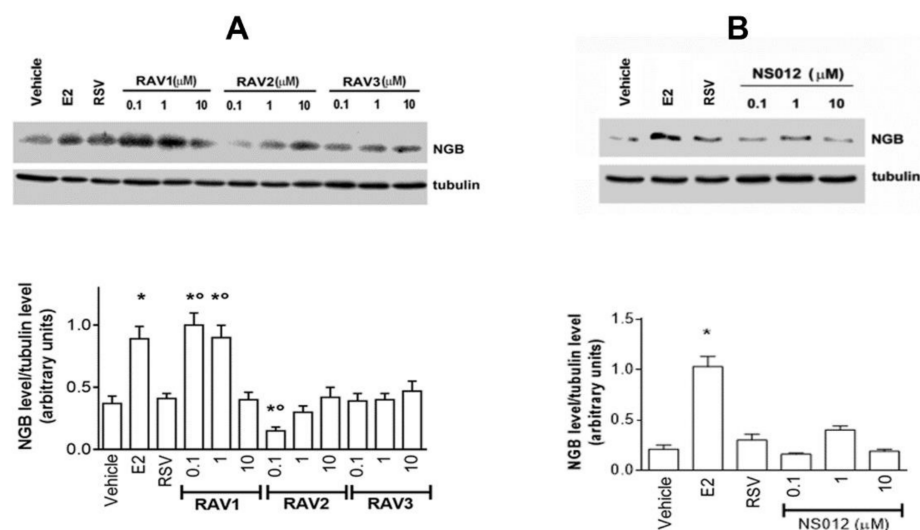 A
B
Vehicle
E2
RSV
RAV1(μM)
RAV2(μM)
RAV3(μM)
0.1 1 10 0.1 1 10 0.1 1 10
NGB
tubulin
Vehicle
E2
RSV
NS012 (μM)
0.1 1 10
NGB
tubulin
NGB level/tubulin level
(arbitrary units)
1.0
0.5
0.0
*
*°
*°
*°
Vehicle
E2
RSV
0.1
1
10
0.1
1
10
0.1
1
10
RAV1
RAV2
RAV3
NGB level/tubulin level
(arbitrary units)
1.5
1.0
0.5
0.0
*
Vehicle
E2
RSV
0.1
1
10
NS012 (μM)